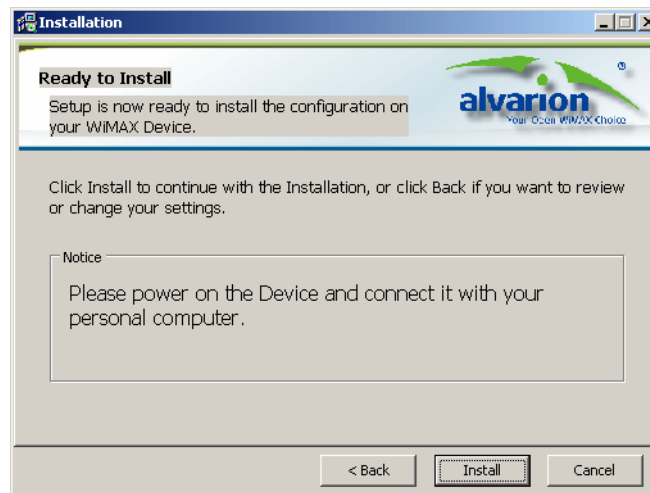 Installation
Ready to Install
Setup is now ready to install the configuration on
your WiMAX Device.
alvarion
Your Open WiMAX Choice
Click Install to continue with the Installation, or click Back if you want to review
or change your settings.
Notice
Please power on the Device and connect it with your
personal computer.
< Back
Install
Cancel